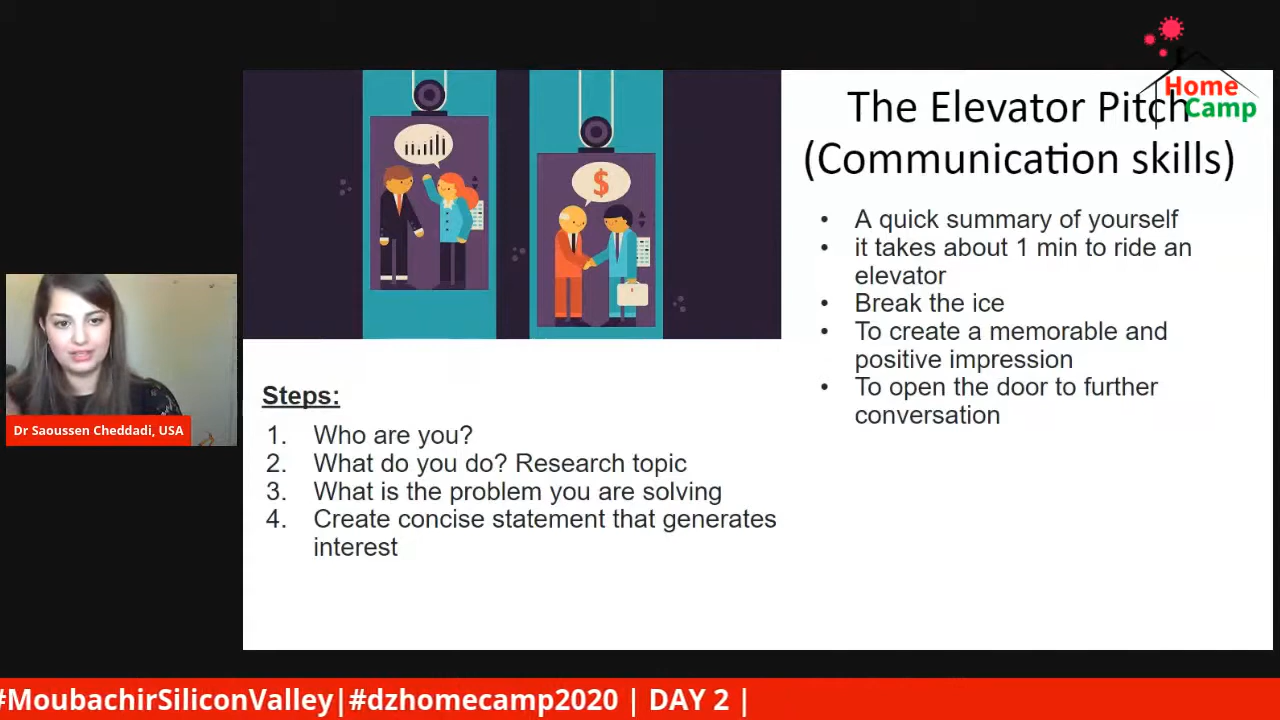 Home
Camp
The Elevator Pitch
(Communication skills)
• A quick summary of yourself
• it takes about 1 min to ride an
elevator
• Break the ice
• To create a memorable and
positive impression
• To open the door to further
conversation
$
Steps:
1. Who are you?
2. What do you do? Research topic
3. What is the problem you are solving
4. Create concise statement that generates
interest
Dr Saoussen Cheddadi, USA
#MoubachirSiliconValley|#dzhomecamp2020 | DAY 2 |